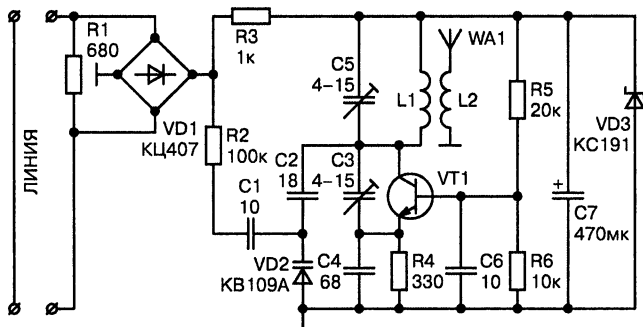 R1
680
R3
1к
C5
4–15
WA1
L1
L2
R5
20к
VD3
КС191
VD1
КЦ407
R2
100к
C2
18
C3
4–15
VT1
ЛИНИЯ
C1
10
VD2
КВ109А
C4
68
R4
330
C6
10
R6
10к
+
C7
470мк